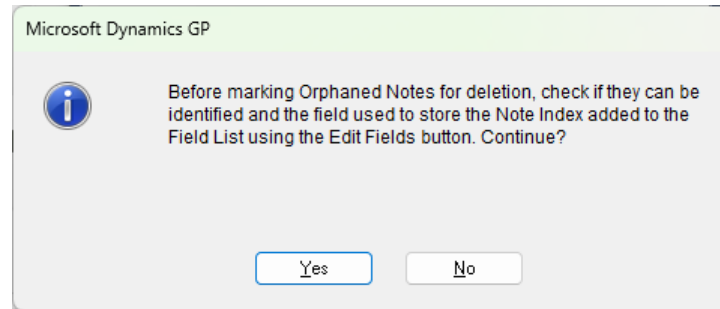 Microsoft Dynamics GP
Before marking Orphaned Notes for deletion, check if they can be
identified and the field used to store the Note Index added to the
Field List using the Edit Fields button. Continue?
Yes
No